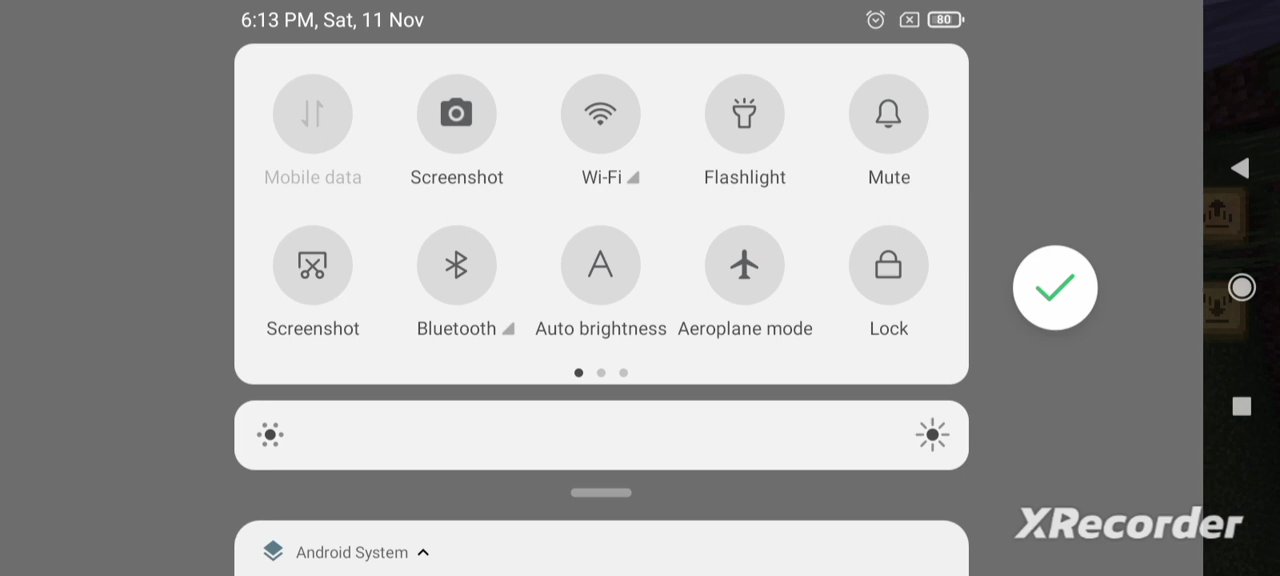 6:13 PM, Sat, 11 Nov
80
Mobile data
Screenshot
Wi-Fi
Flashlight
Mute
Screenshot
Bluetooth
Auto brightness
Aeroplane mode
Lock
XRecorder
Android System